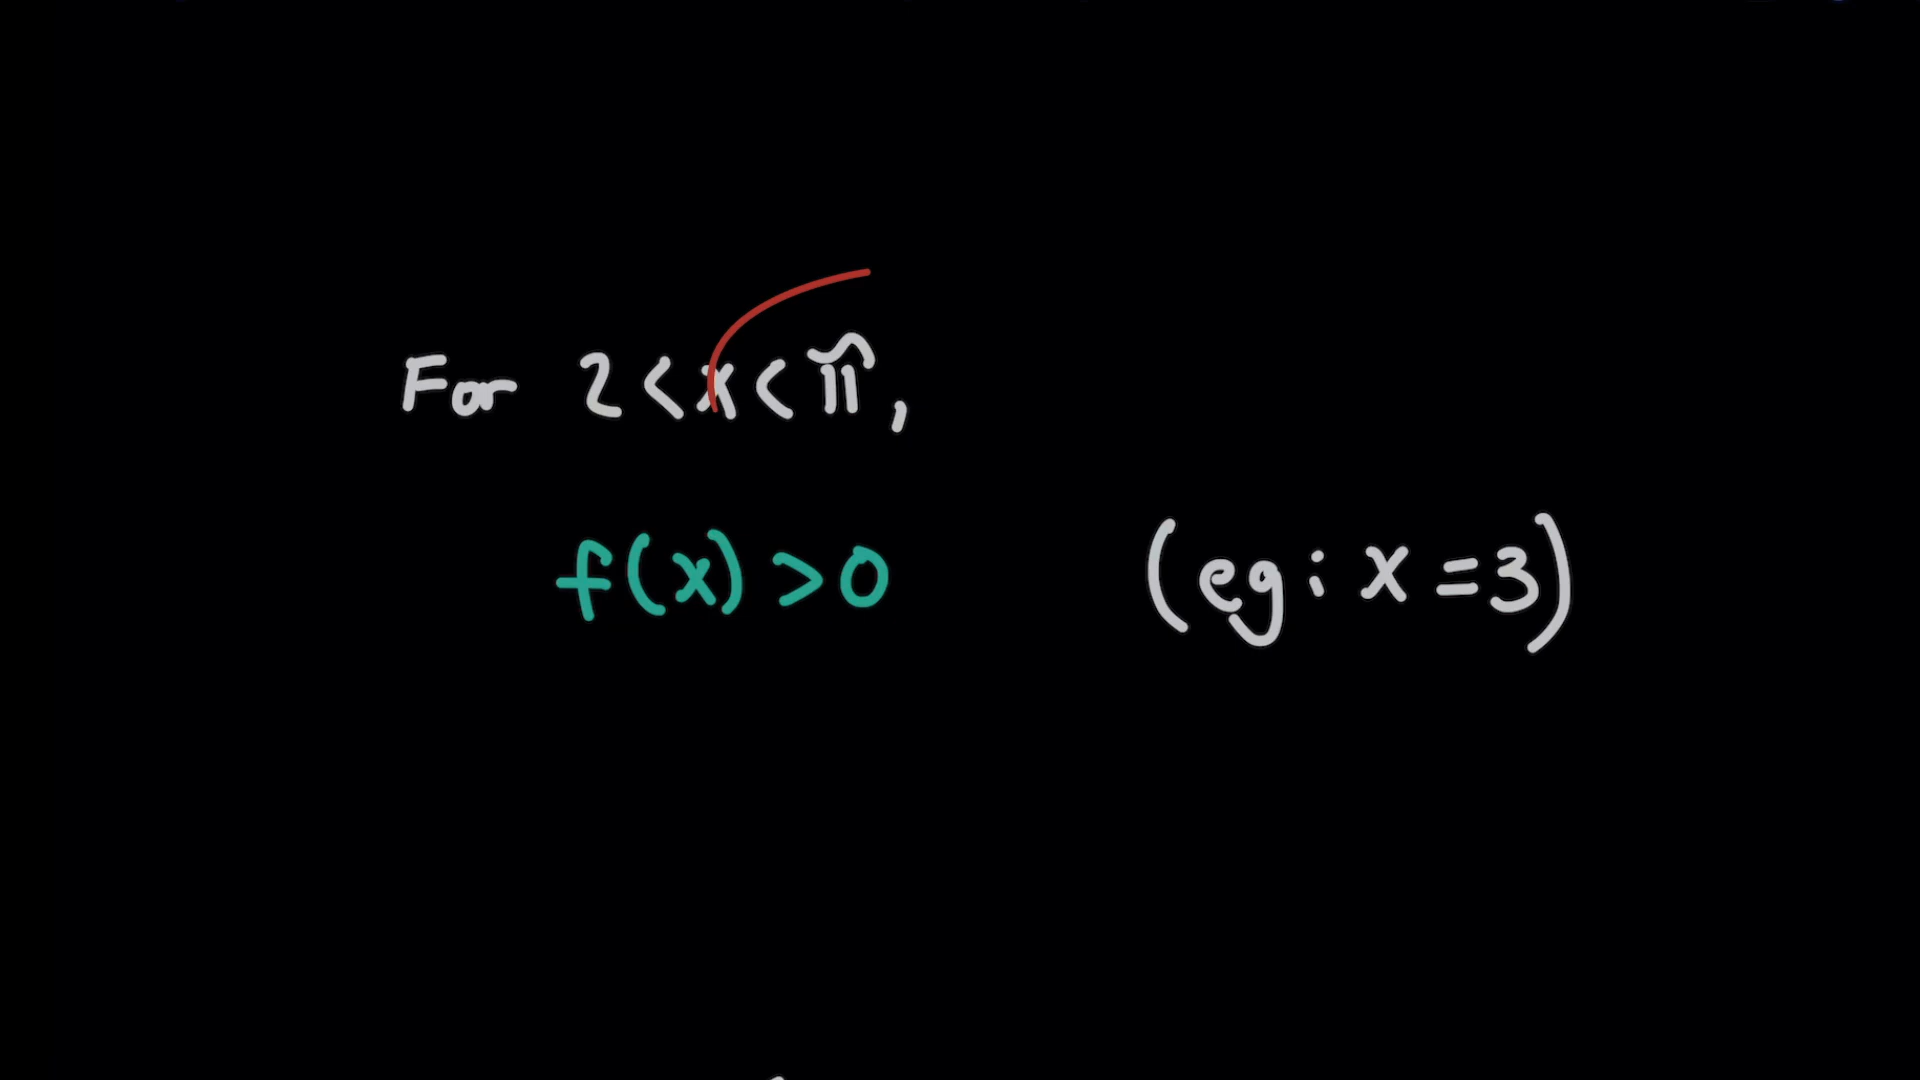 For 2 < x < π,
f(x) > 0
(eg: x = 3)